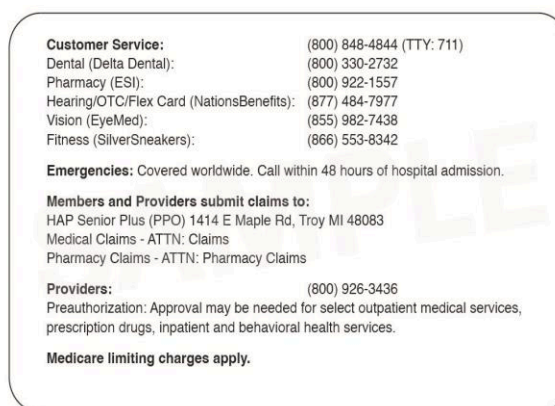 Customer Service: (800) 848-4844 (TTY: 711)
Dental (Delta Dental): (800) 330-2732
Pharmacy (ESI): (800) 922-1557
Hearing/OTC/Flex Card (NationsBenefits): (877) 484-7977
Vision (EyeMed): (855) 982-7438
Fitness (SilverSneakers): (866) 553-8342
Emergencies: Covered worldwide. Call within 48 hours of hospital admission.
Members and Providers submit claims to:
HAP Senior Plus (PPO) 1414 E Maple Rd, Troy MI 48083
Medical Claims - ATTN: Claims
Pharmacy Claims - ATTN: Pharmacy Claims
Providers: (800) 926-3436
Preauthorization: Approval may be needed for select outpatient medical services,
prescription drugs, inpatient and behavioral health services.
Medicare limiting charges apply.
SAMPLE